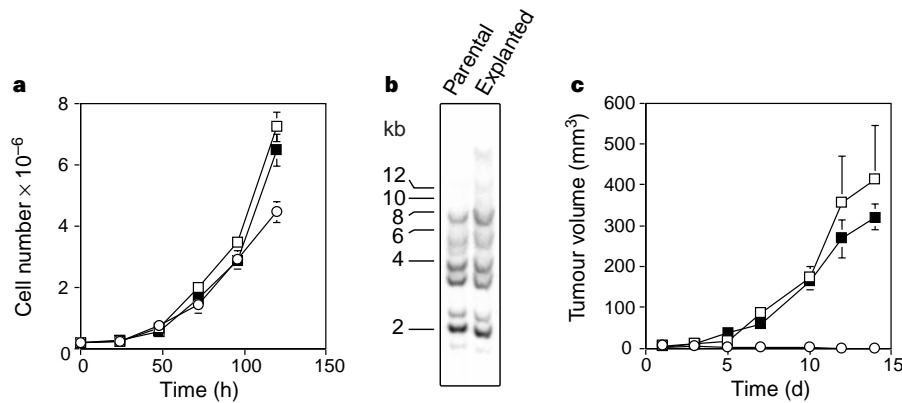 a
8
6
4
2
0
Cell number × 10–6
0
50
100
150
Time (h)
b
Parental
Explanted
kb
12
10
8
6
4
2
c
600
500
400
300
200
100
0
Tumour volume (mm3)
0
5
10
15
Time (d)